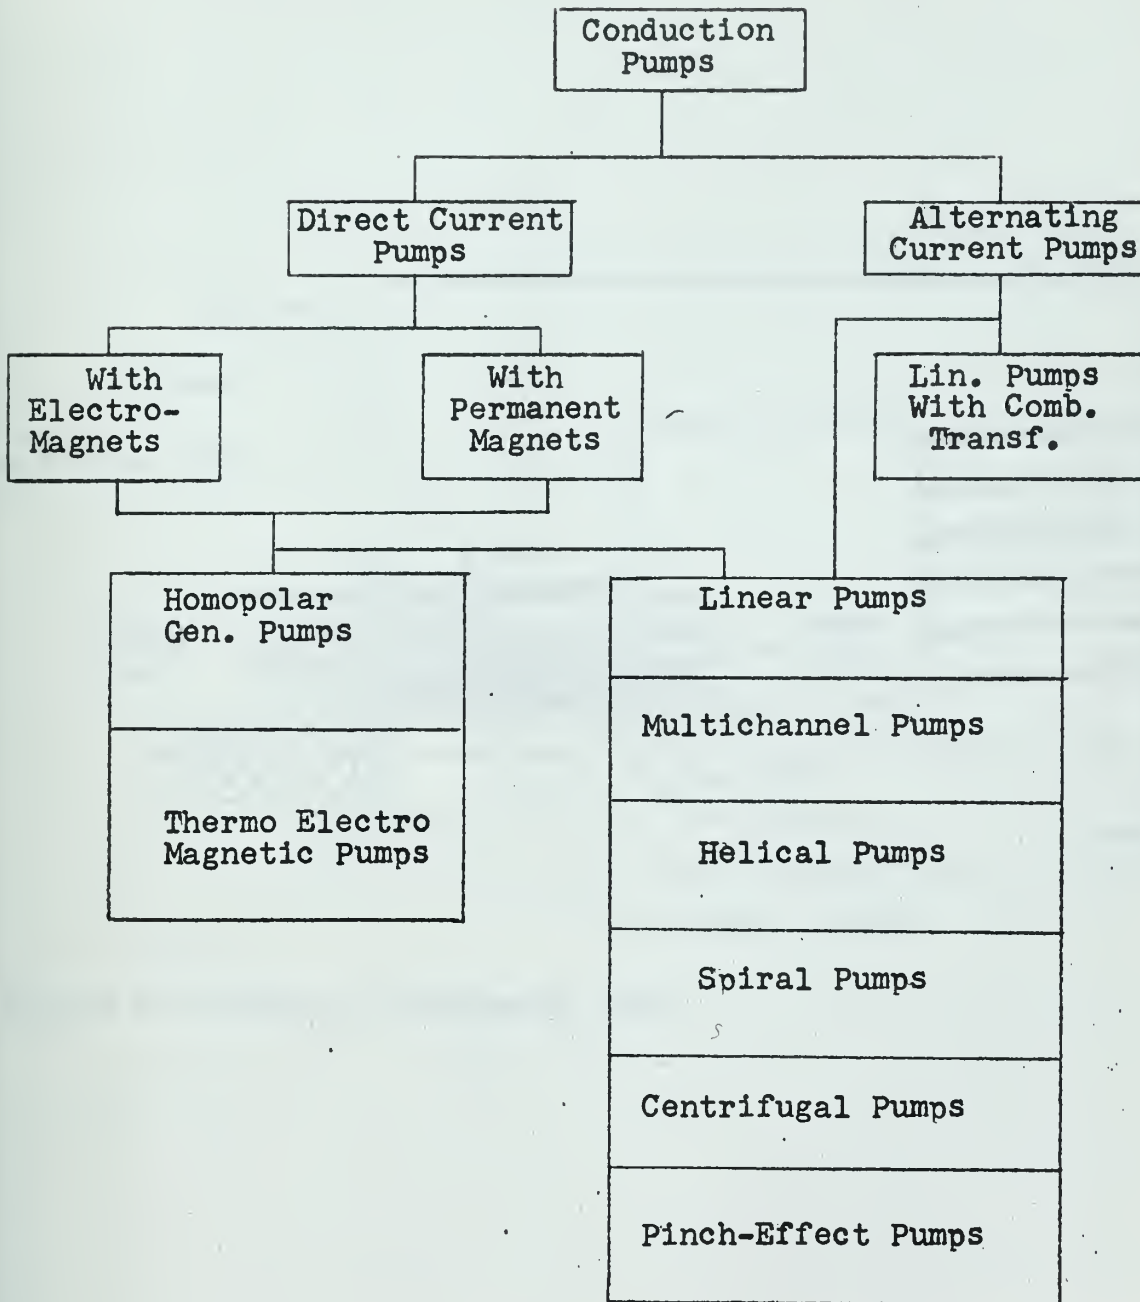 Conduction
Pumps
Direct Current
Pumps
Alternating
Current Pumps
With
Electro-
Magnets
With
Permanent
Magnets
Lin. Pumps
With Comb.
Transf.
Homopolar
Gen. Pumps
Thermo Electro
Magnetic Pumps
Linear Pumps
Multichannel Pumps
Helical Pumps
Spiral Pumps
Centrifugal Pumps
Pinch-Effect Pumps